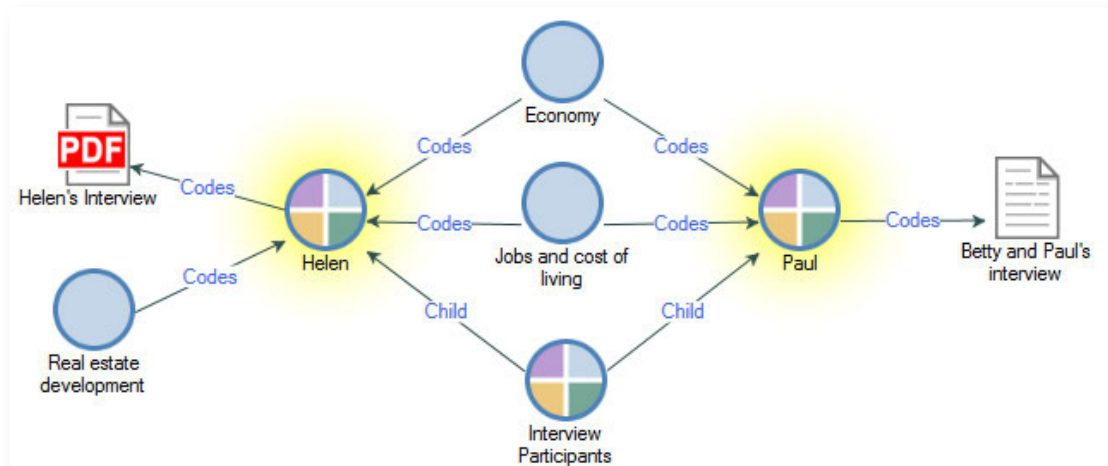 Economy
PDF
Helen's Interview
Codes
Codes
Codes
Helen
Codes
Codes
Jobs and cost of
living
Paul
Codes
Betty and Paul's
interview
Codes
Real estate
development
Child
Child
Interview
Participants